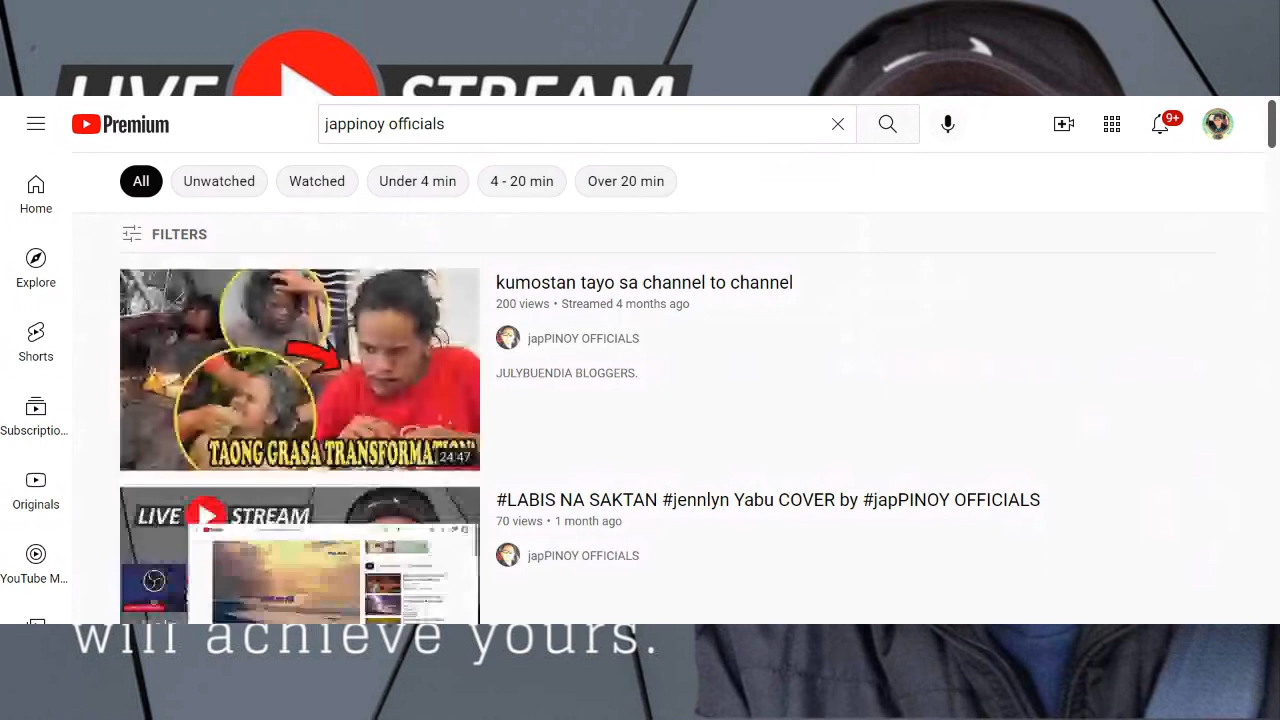 LIVE STREAM
Premium
jappinoy officials
9+
All
Unwatched
Watched
Under 4 min
4 - 20 min
Over 20 min
Home
Explore
Shorts
Subscriptio...
Originals
YouTube M...
FILTERS
TAONG GRASA TRANSFORMATION
24:47
kumostan tayo sa channel to channel
200 views • Streamed 4 months ago
japPINOY OFFICIALS
JULYBUENDIA BLOGGERS.
LIVE STREAM
#LABIS NA SAKTAN #jennlyn Yabu COVER by #japPINOY OFFICIALS
70 views • 1 month ago
japPINOY OFFICIALS
will achieve yours.